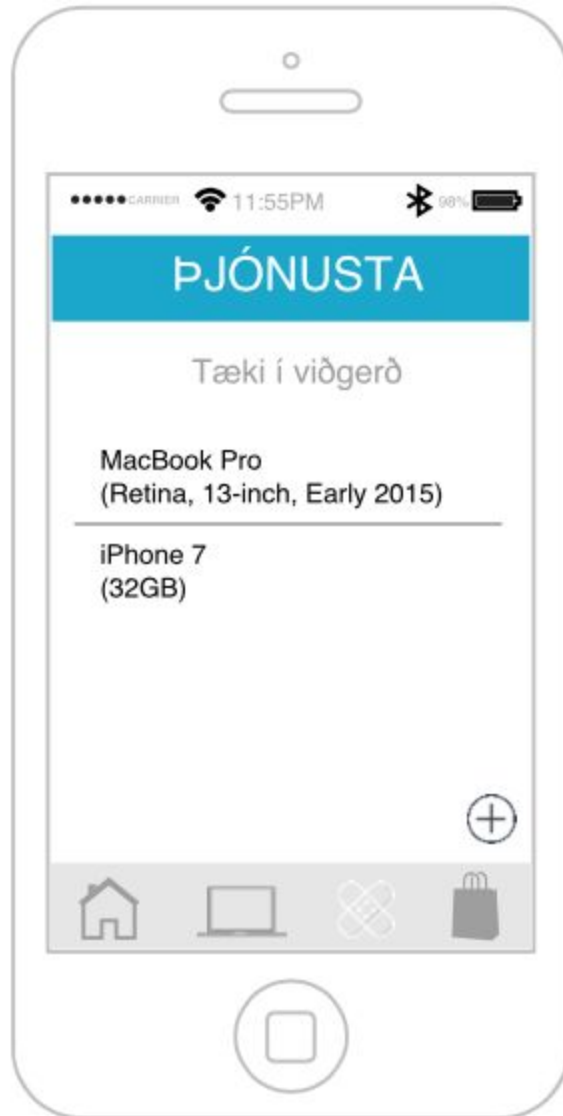 CARRIER 11:55PM 98%
ÞJÓNUSTA
Tæki í viðgerð
MacBook Pro
(Retina, 13-inch, Early 2015)
iPhone 7
(32GB)